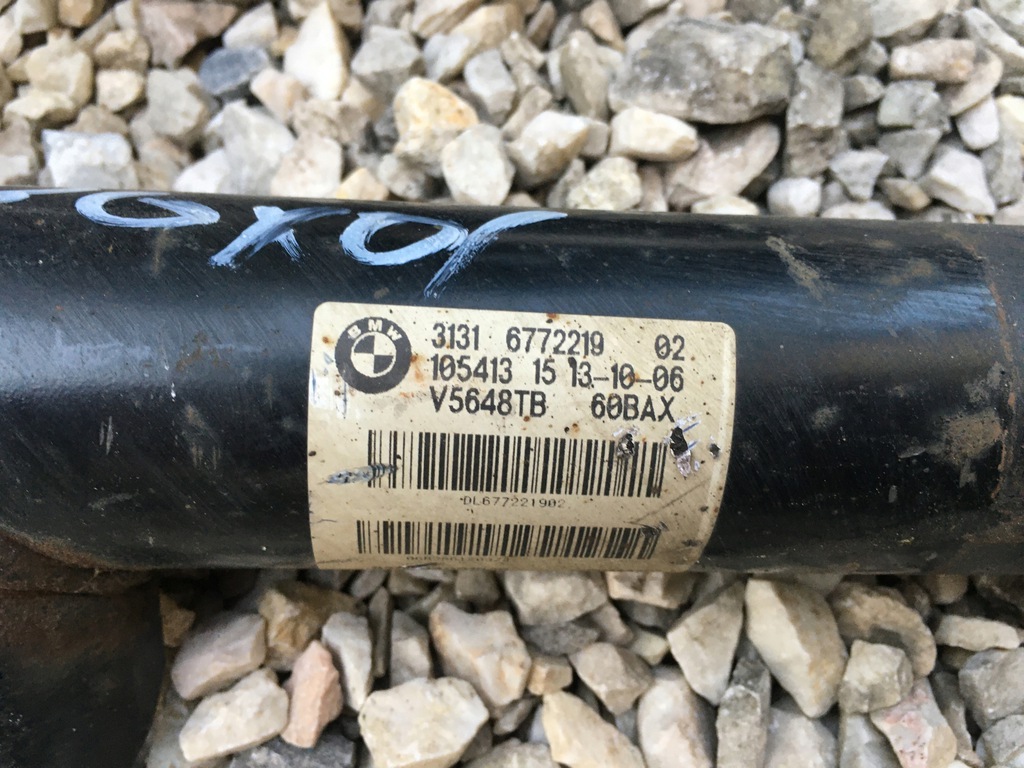 BMW
3131 6772219 02
105413 15 13-10-06
V5648TB 60BAX
DL677221902